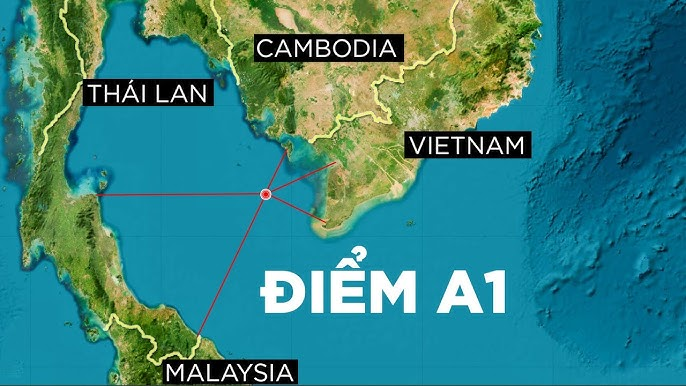 CAMBODIA
THÁI LAN
VIETNAM
ĐIỂM A1
MALAYSIA